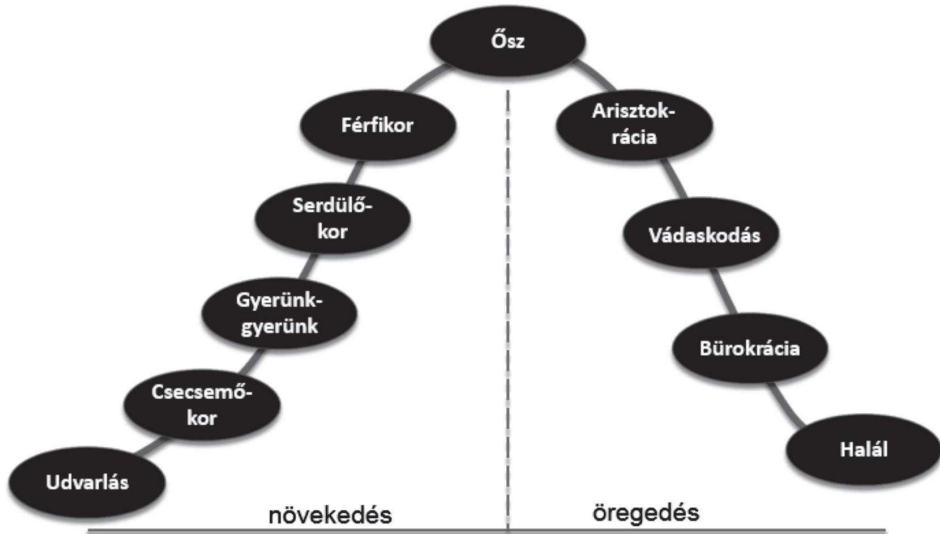 Ősz
Férfikor
Serdülő-
kor
Gyerünk-
gyerünk
Csecsemő-
kor
Udvarlás
Arisztok-
rácia
Vádaskodás
Bürokrácia
Halál
növekedés
öregedés